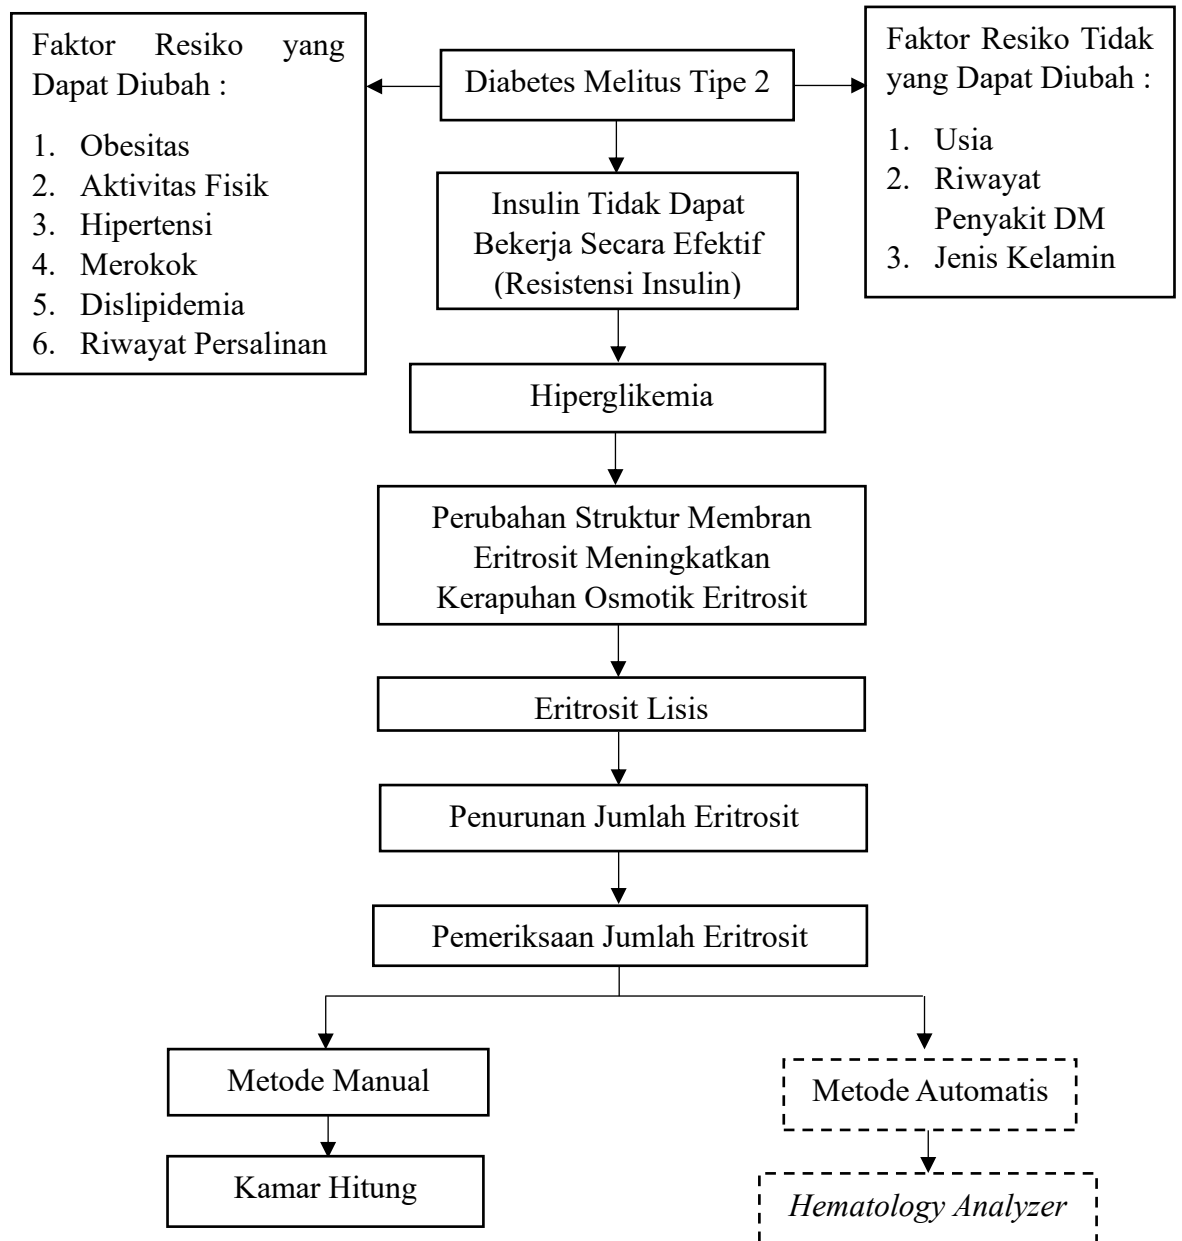 Faktor Resiko yang
Dapat Diubah :
1. Obesitas
2. Aktivitas Fisik
3. Hipertensi
4. Merokok
5. Dislipidemia
6. Riwayat Persalinan
Diabetes Melitus Tipe 2
Faktor Resiko Tidak
yang Dapat Diubah :
1. Usia
2. Riwayat
Penyakit DM
3. Jenis Kelamin
Insulin Tidak Dapat
Bekerja Secara Efektif
(Resistensi Insulin)
Hiperglikemia
Perubahan Struktur Membran
Eritrosit Meningkatkan
Kerapuhan Osmotik Eritrosit
Eritrosit Lisis
Penurunan Jumlah Eritrosit
Pemeriksaan Jumlah Eritrosit
Metode Manual
Metode Automatis
Kamar Hitung
Hematology Analyzer